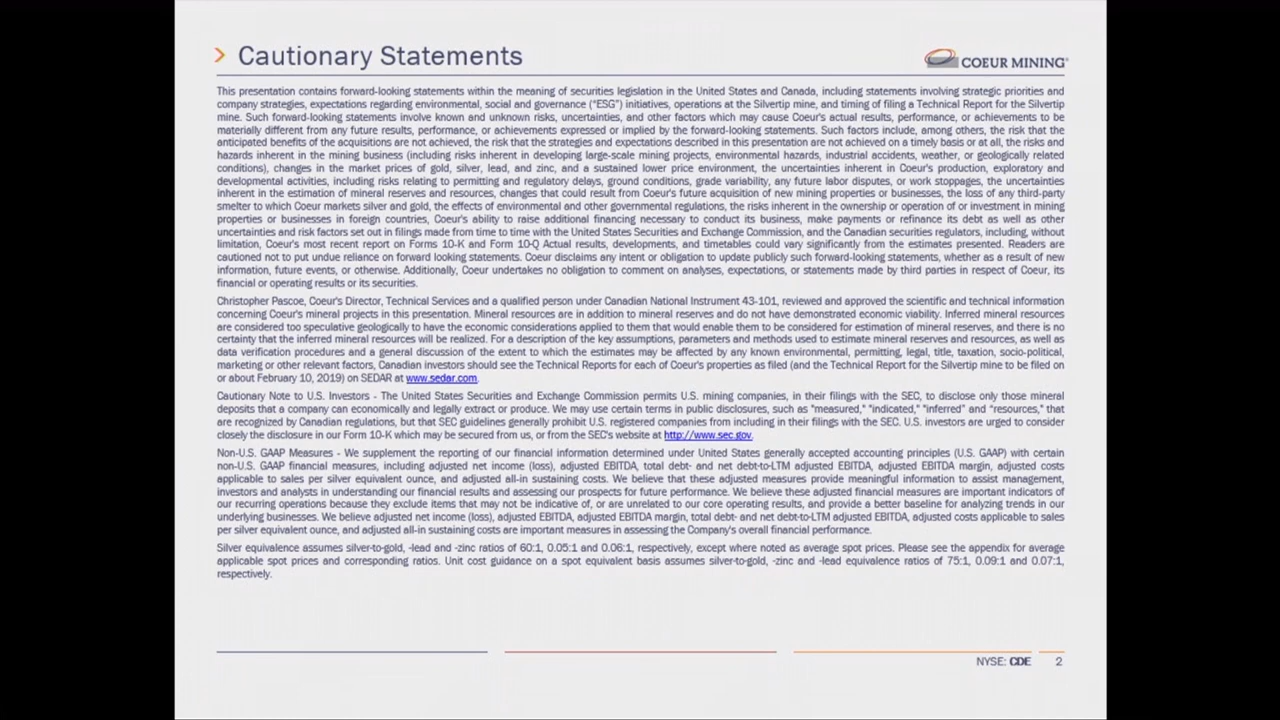 Cautionary Statements
COEUR MINING
This presentation contains forward-looking statements within the meaning of securities legislation in the United States and Canada, including statements involving strategic priorities and
company strategies, expectations regarding environmental, social and governance ("ESG") initiatives, operations at the Silvertip mine, and timing of filing a Technical Report for the Silvertip
mine. Such forward-looking statements involve known and unknown risks, uncertainties, and other factors which may cause Coeur's actual results, performance, or achievements to be
materially different from any future results, performance, or achievements expressed or implied by the forward-looking statements. Such factors include, among others, the risk that the
anticipated benefits of the acquisitions are not achieved, the risk that the strategies and expectations described in this presentation are not achieved on a timely basis or at all, the risks and
hazards inherent in the mining business (including risks inherent in developing large-scale mining projects, environmental hazards, industrial accidents, weather, or geologically related
conditions), changes in the market prices of gold, silver, lead, and zinc, and a sustained lower price environment, the uncertainties inherent in Coeur's production, exploratory and
developmental activities, including risks relating to permitting and regulatory delays, ground conditions, grade variability, any future labor disputes, or work stoppages, the uncertainties
inherent in the estimation of mineral reserves and resources, changes that could result from Coeur's future acquisition of new mining properties or businesses, the loss of any third-party
smelter to which Coeur markets silver and gold, the effects of environmental and other governmental regulations, the risks inherent in the ownership or operation of or investment in mining
properties or businesses in foreign countries, Coeur's ability to raise additional financing necessary to conduct its business, make payments or refinance its debt as well as other
uncertainties and risk factors set out in filings made from time to time with the United States Securities and Exchange Commission, and the Canadian securities regulators, including, without
limitation, Coeur's most recent report on Forms 10-K and Form 10-Q Actual results, developments, and timetables could vary significantly from the estimates presented. Readers are
cautioned not to put undue reliance on forward looking statements. Coeur disclaims any intent or obligation to update publicly such forward-looking statements, whether as a result of new
information, future events, or otherwise. Additionally, Coeur undertakes no obligation to comment on analyses, expectations, or statements made by third parties in respect of Coeur, its
financial or operating results or its securities.
Christopher Pascoe, Coeur's Director, Technical Services and a qualified person under Canadian National Instrument 43-101, reviewed and approved the scientific and technical information
concerning Coeur's mineral projects in this presentation. Mineral resources are in addition to mineral reserves and do not have demonstrated economic viability. Inferred mineral resources
are considered too speculative geologically to have the economic considerations applied to them that would enable them to be considered for estimation of mineral reserves, and there is no
certainty that the inferred mineral resources will be realized. For a description of the key assumptions, parameters and methods used to estimate mineral reserves and resources, as well as
data verification procedures and a general discussion of the extent to which the estimates may be affected by any known environmental, permitting, legal, title, taxation, socio-political,
marketing or other relevant factors, Canadian investors should see the Technical Reports for each of Coeur's properties as filed (and the Technical Report for the Silvertip mine to be filed on
or about February 10, 2019) on SEDAR at www.sedar.com.
Cautionary Note to U.S. Investors - The United States Securities and Exchange Commission permits U.S. mining companies, in their filings with the SEC, to disclose only those mineral
deposits that a company can economically and legally extract or produce. We may use certain terms in public disclosures, such as "measured," "indicated," "inferred" and "resources," that
are recognized by Canadian regulations, but that SEC guidelines generally prohibit U.S. registered companies from including in their filings with the SEC. U.S. investors are urged to consider
closely the disclosure in our Form 10-K which may be secured from us, or from the SEC's website at http://www.sec.gov.
Non-U.S. GAAP Measures - We supplement the reporting of our financial information determined under United States generally accepted accounting principles (U.S. GAAP) with certain
non-U.S. GAAP financial measures, including adjusted net income (loss), adjusted EBITDA, total debt- and net debt-to-LTM adjusted EBITDA, adjusted EBITDA margin, adjusted costs
applicable to sales per silver equivalent ounce, and adjusted all-in sustaining costs. We believe that these adjusted measures provide meaningful information to assist management,
investors and analysts in understanding our financial results and assessing our prospects for future performance. We believe these adjusted financial measures are important indicators of
our recurring operations because they exclude items that may not be indicative of, or are unrelated to our core operating results, and provide a better baseline for analyzing trends in our
underlying businesses. We believe adjusted net income (loss), adjusted EBITDA, adjusted EBITDA margin, total debt- and net debt-to-LTM adjusted EBITDA, adjusted costs applicable to sales
per silver equivalent ounce, and adjusted all-in sustaining costs are important measures in assessing the Company's overall financial performance.
Silver equivalence assumes silver-to-gold, -lead and -zinc ratios of 60:1, 0.05:1 and 0.06:1, respectively, except where noted as average spot prices. Please see the appendix for average
applicable spot prices and corresponding ratios. Unit cost guidance on a spot equivalent basis assumes silver-to-gold, -zinc and -lead equivalence ratios of 75:1, 0.09:1 and 0.07:1,
respectively.
NYSE: CDE 2